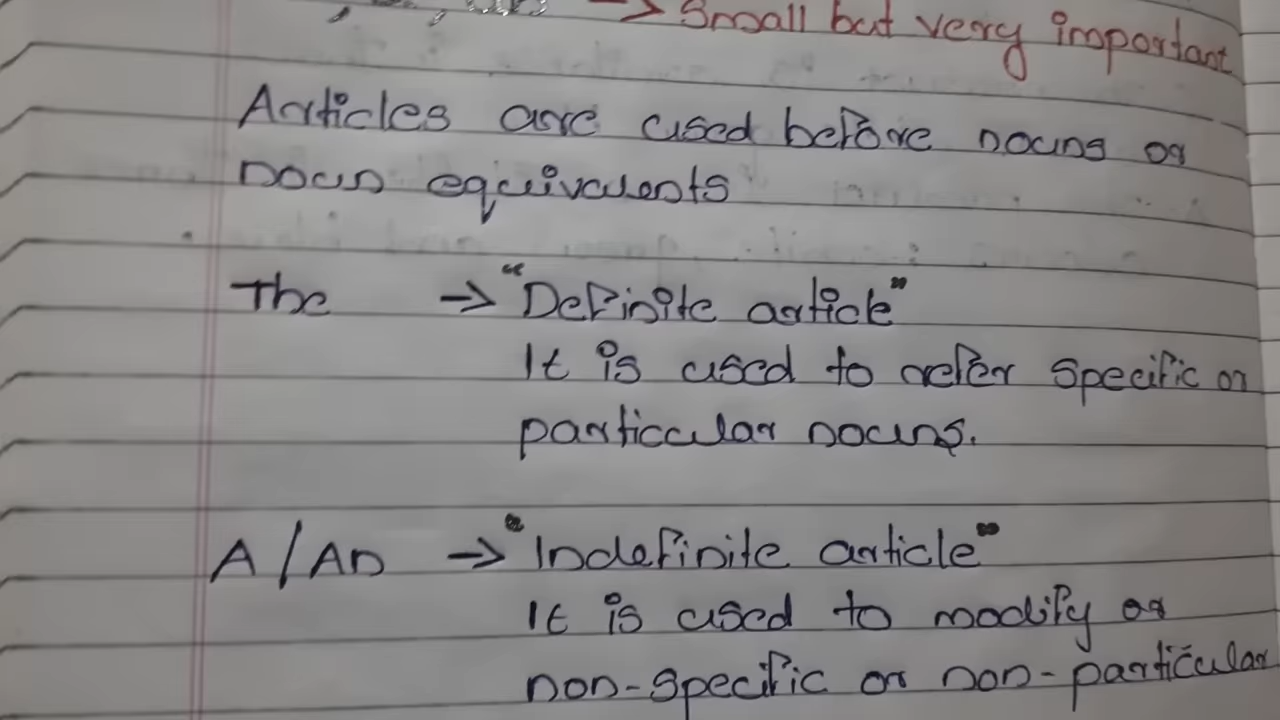 → Small but very important
Articles are used before nouns or
noun equivalents
The → "Definite article"
It is used to refer specific or
particular nouns.
A/An → "Indefinite article"
It is used to modify or
non-specific or non-particular